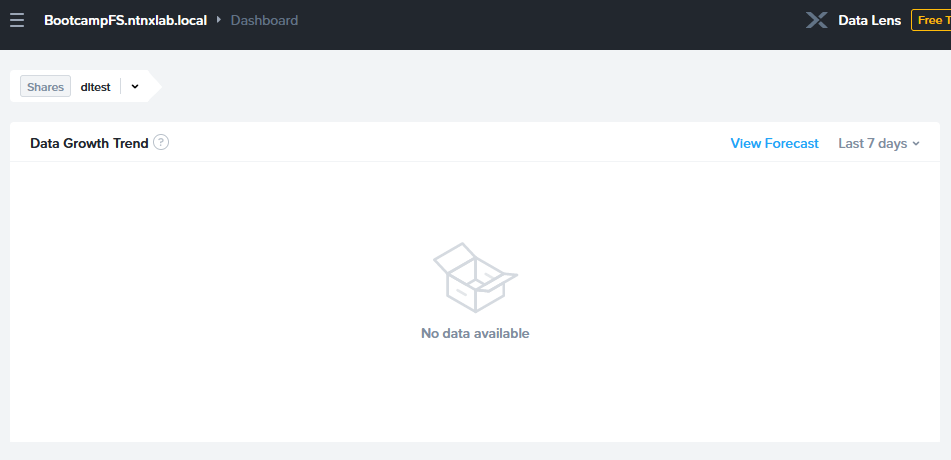 BootcampFS.ntnxlab.local Dashboard Data Lens Free T
Shares dltest
Data Growth Trend ? View Forecast Last 7 days
No data available